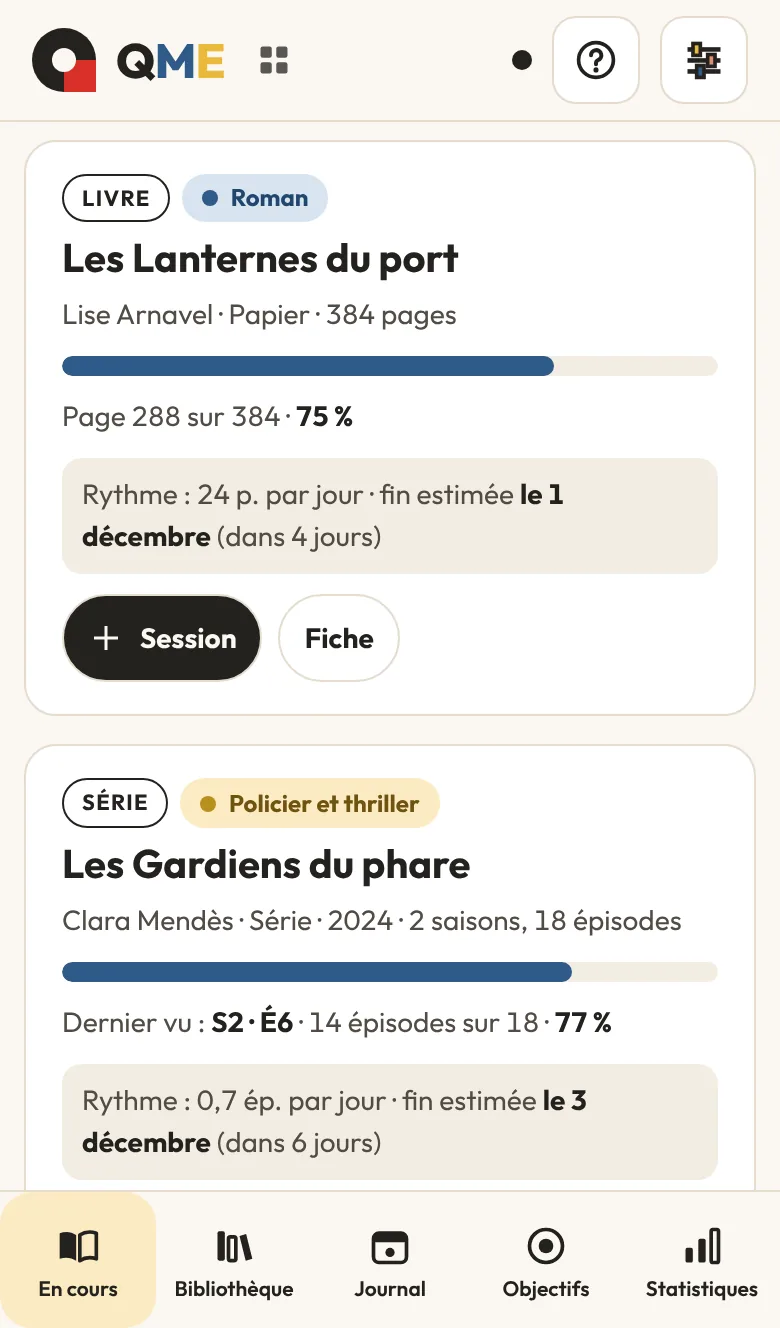 QME
LIVRE
Roman
Les Lanternes du port
Lise Arnavel · Papier · 384 pages
Page 288 sur 384 · 75 %
Rythme : 24 p. par jour · fin estimée le 1
décembre (dans 4 jours)
Session
Fiche
SÉRIE
Policier et thriller
Les Gardiens du phare
Clara Mendès · Série · 2024 · 2 saisons, 18 épisodes
Dernier vu : S2 · É6 · 14 épisodes sur 18 · 77 %
Rythme : 0,7 ép. par jour · fin estimée le 3
décembre (dans 6 jours)
En cours
Bibliothèque
Journal
Objectifs
Statistiques